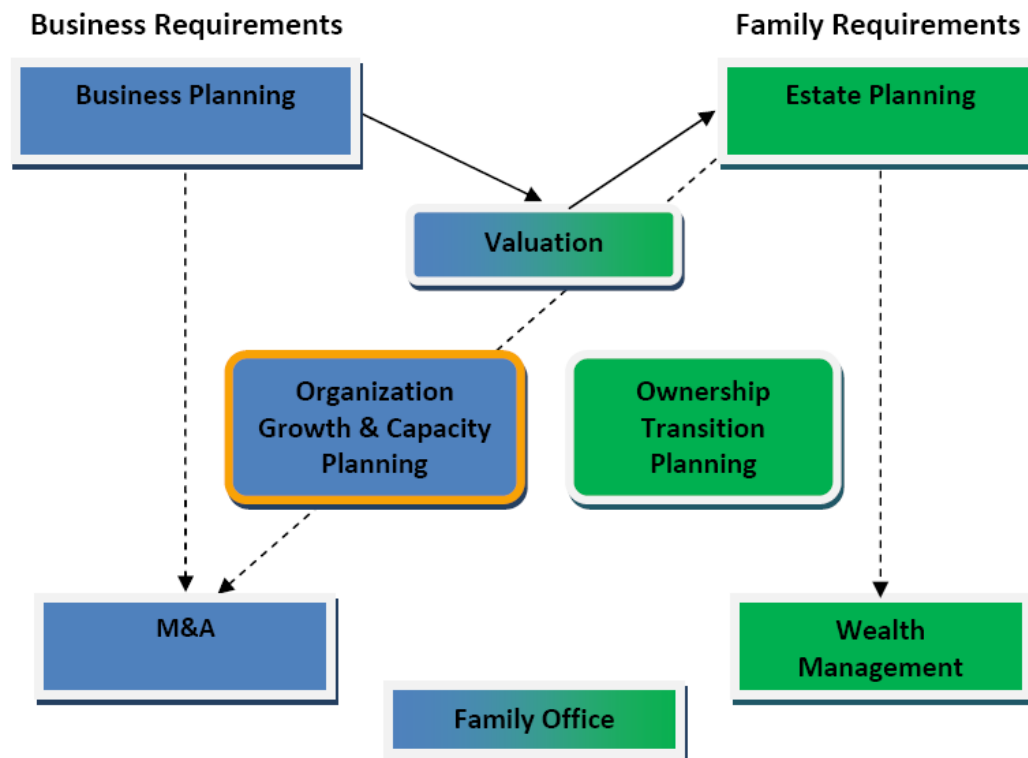 Business Requirements
Family Requirements
Business Planning
Estate Planning
Valuation
Organization
Growth & Capacity
Planning
Ownership
Transition
Planning
M&A
Wealth
Management
Family Office